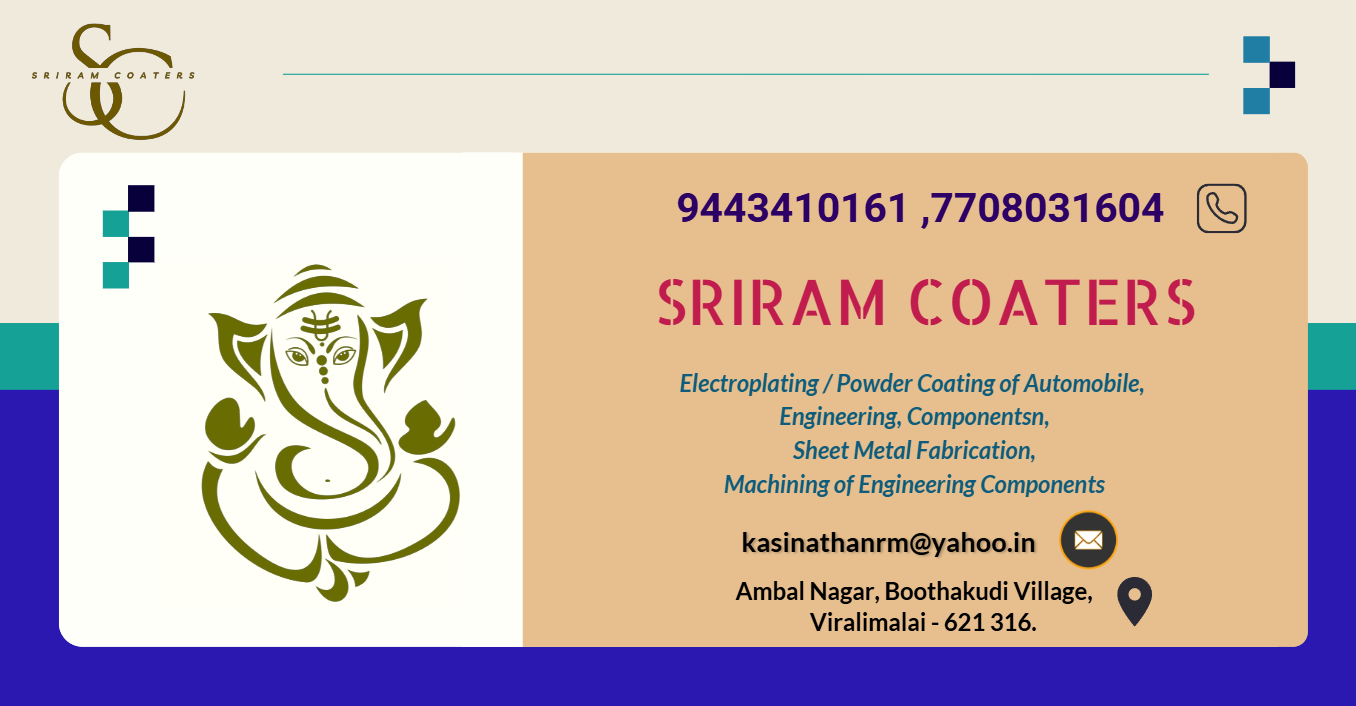 SC
SRIRAM COATERS
9443410161 ,7708031604
SRIRAM COATERS
Electroplating / Powder Coating of Automobile,
Engineering, Componentsn,
Sheet Metal Fabrication,
Machining of Engineering Components
kasinathanrm@yahoo.in
Ambal Nagar, Boothakudi Village,
Viralimalai - 621 316.